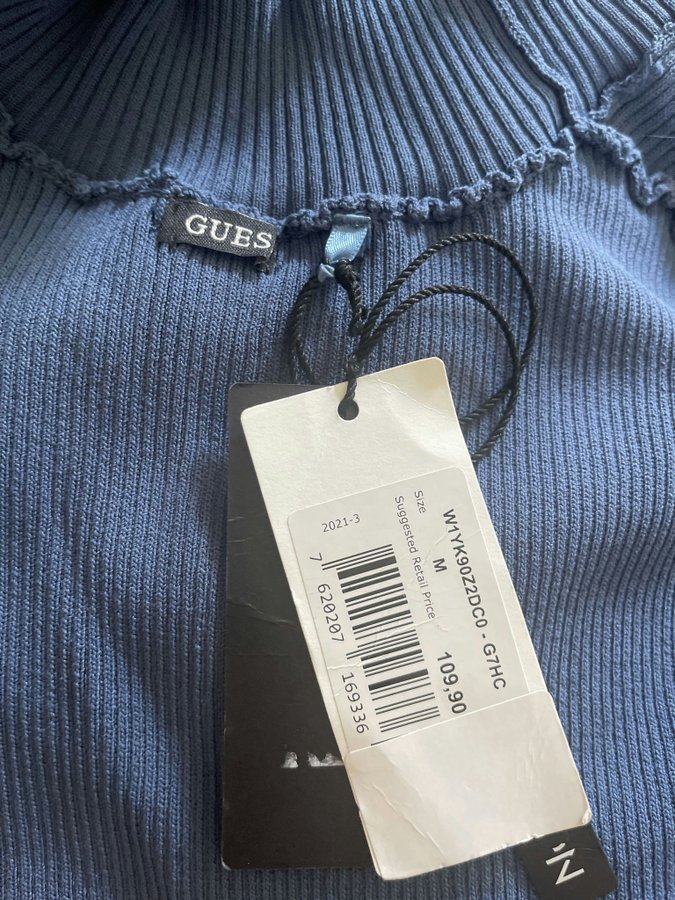 GUES
W1YK90Z2DC0 - G7HC
Size
M
Suggested Retail Price
109,90
2021-3
7 620207 169336